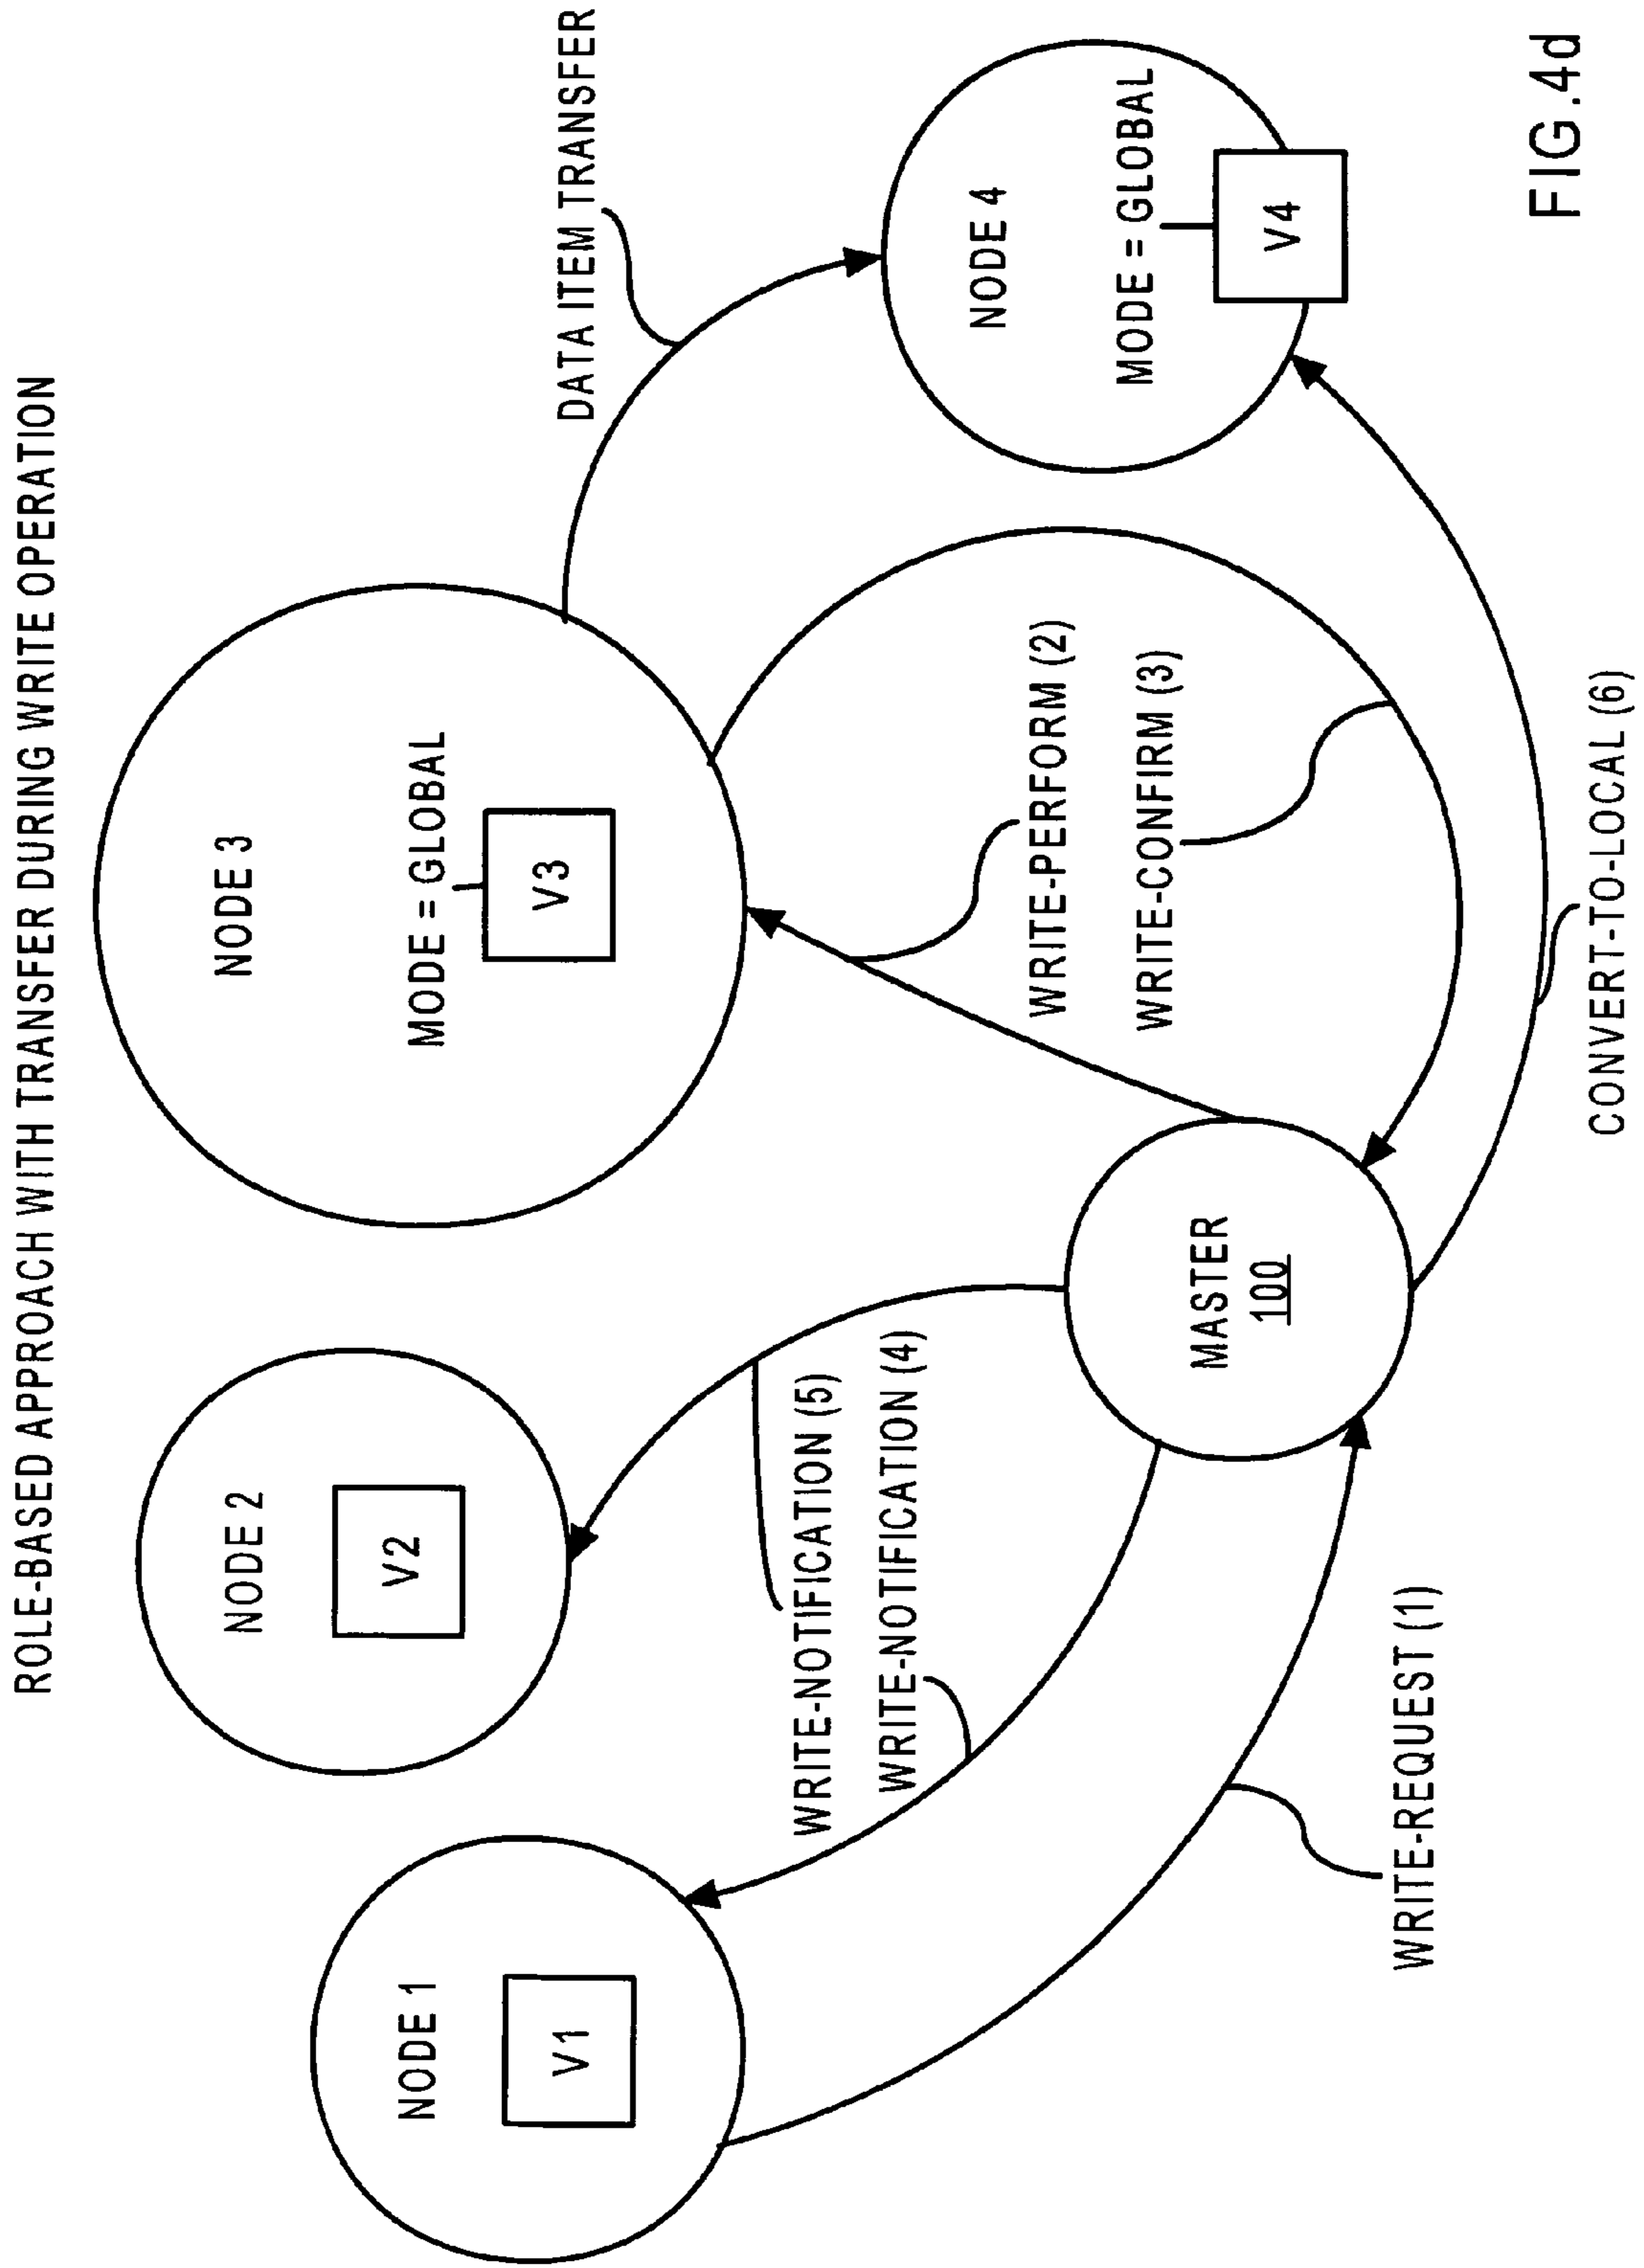 ROLE-BASED APPROACH WITH TRANSFER DURING WRITE OPERATION
NODE 1
V1
NODE 2
V2
NODE 3
MODE = GLOBAL
V3
DATA ITEM TRANSFER
NODE 4
MODE = GLOBAL
V4
WRITE-NOTIFICATION (5)
WRITE-NOTIFICATION (4)
WRITE-PERFORM (2)
WRITE-CONFIRM (3)
MASTER
100
WRITE-REQUEST (1)
CONVERT-TO-LOCAL (6)
FIG.4d